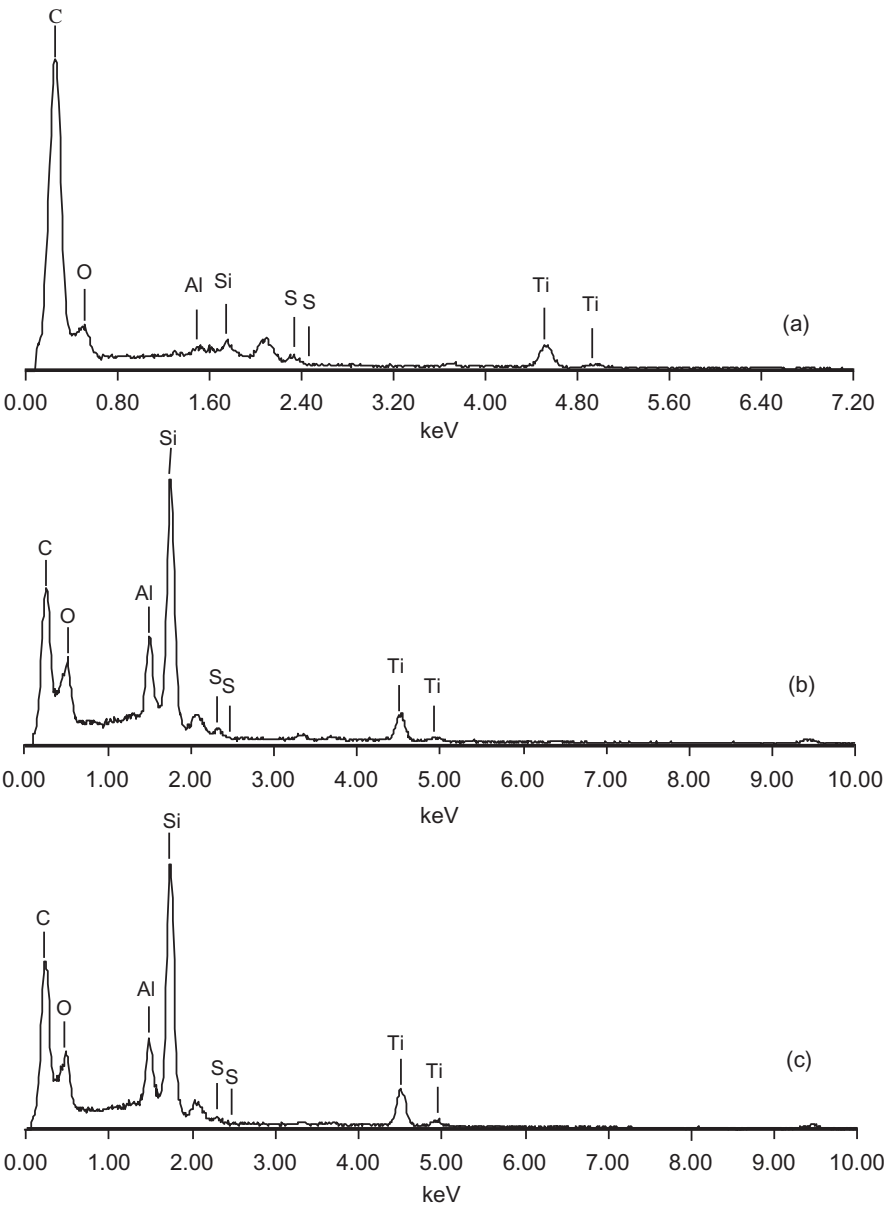 C
O
Al Si
S S
Ti
Ti
(a)
0.00 0.80 1.60 2.40 3.20 4.00 4.80 5.60 6.40 7.20
keV
Si
C
Al
O
S S
Ti
Ti
(b)
0.00 1.00 2.00 3.00 4.00 5.00 6.00 7.00 8.00 9.00 10.00
keV
Si
C
Al
O
S S
Ti
Ti
(c)
0.00 1.00 2.00 3.00 4.00 5.00 6.00 7.00 8.00 9.00 10.00
keV